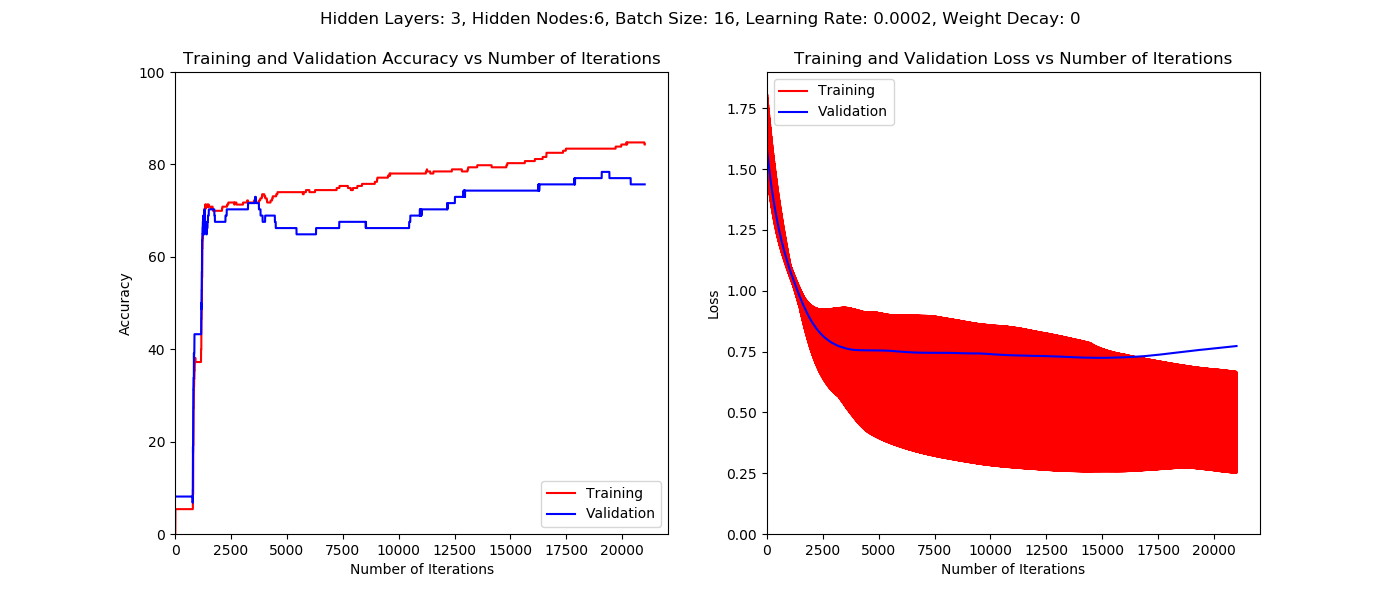 Hidden Layers: 3, Hidden Nodes:6, Batch Size: 16, Learning Rate: 0.0002, Weight Decay: 0
Training and Validation Accuracy vs Number of Iterations
100
80
60
40
20
0
Accuracy
Training
Validation
0 2500 5000 7500 10000 12500 15000 17500 20000
Number of Iterations
Training and Validation Loss vs Number of Iterations
Training
Validation
1.75
1.50
1.25
1.00
0.75
0.50
0.25
0.00
Loss
0 2500 5000 7500 10000 12500 15000 17500 20000
Number of Iterations